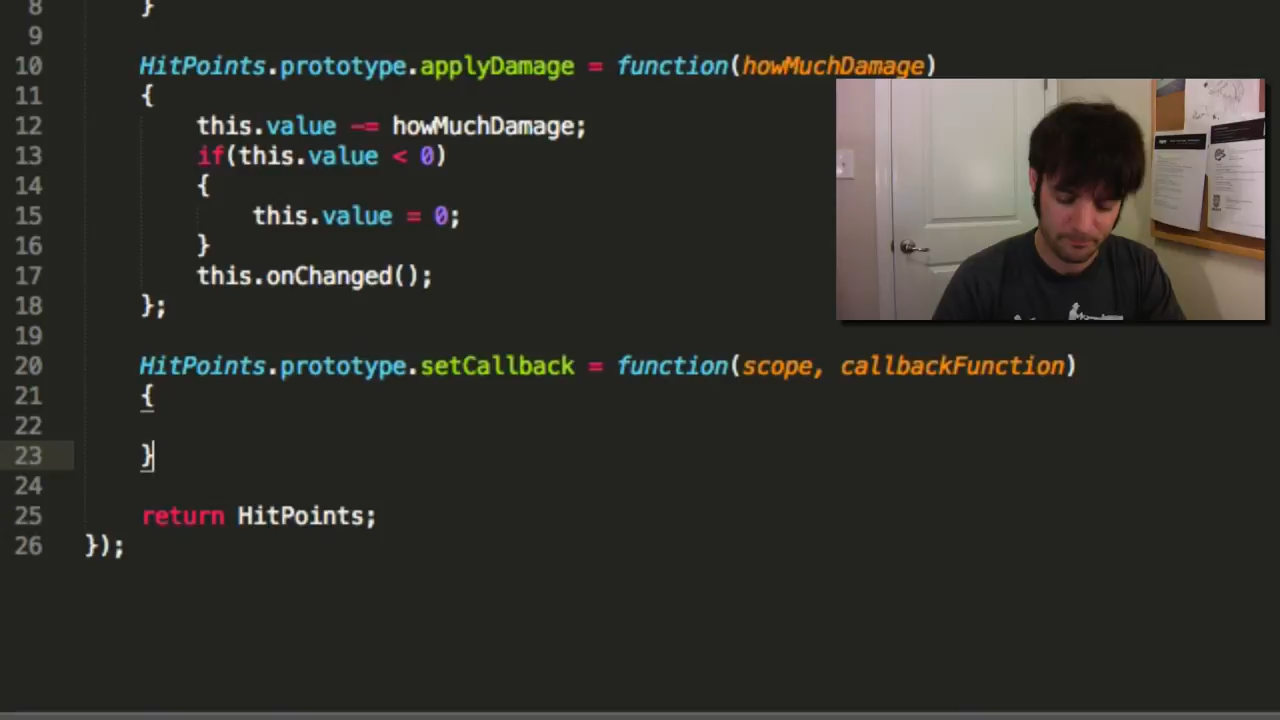 8 }
9
10 HitPoints.prototype.applyDamage = function(howMuchDamage)
11 {
12 this.value -= howMuchDamage;
13 if(this.value < 0)
14 {
15 this.value = 0;
16 }
17 this.onChanged();
18 };
19
20 HitPoints.prototype.setCallback = function(scope, callbackFunction)
21 {
22
23 }
24
25 return HitPoints;
26 });